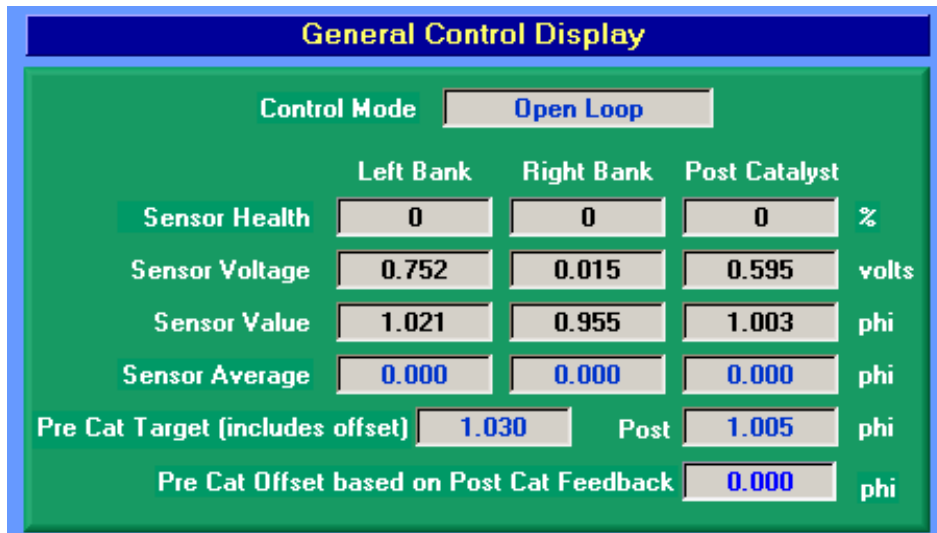 General Control Display
Control Mode Open Loop
Left Bank Right Bank Post Catalyst
Sensor Health 0 0 0 %
Sensor Voltage 0.752 0.015 0.595 volts
Sensor Value 1.021 0.955 1.003 phi
Sensor Average 0.000 0.000 0.000 phi
Pre Cat Target (includes offset) 1.030 Post 1.005 phi
Pre Cat Offset based on Post Cat Feedback 0.000 phi